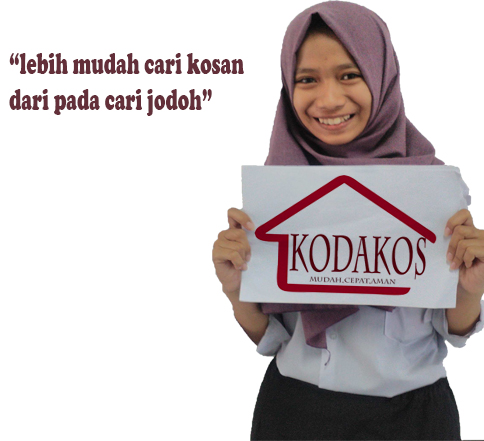 “lebih mudah cari kosan
dari pada cari jodoh”
KODAKOS
MUDAH,CEPAT,AMAN